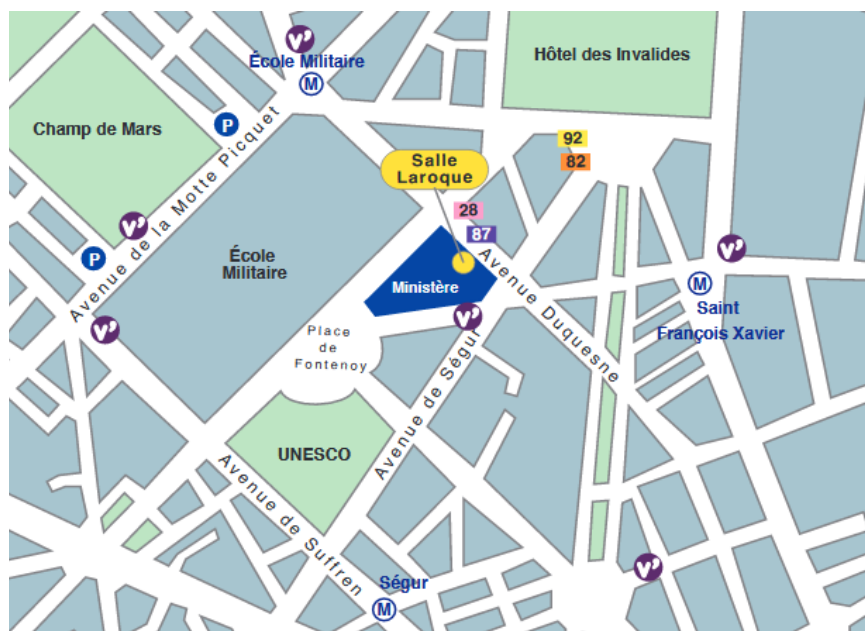 V'
École Militaire
M
Hôtel des Invalides
Champ de Mars
P
92
82
Salle
Laroque
28
87
V'
Avenue de la Motte Picquet
P
École
Militaire
Ministère
Avenue Duquesne
V'
M
Saint
François Xavier
V'
V'
Place
de
Fontenoy
Avenue de Ségur
UNESCO
Avenue de Suffren
V'
Ségur
M